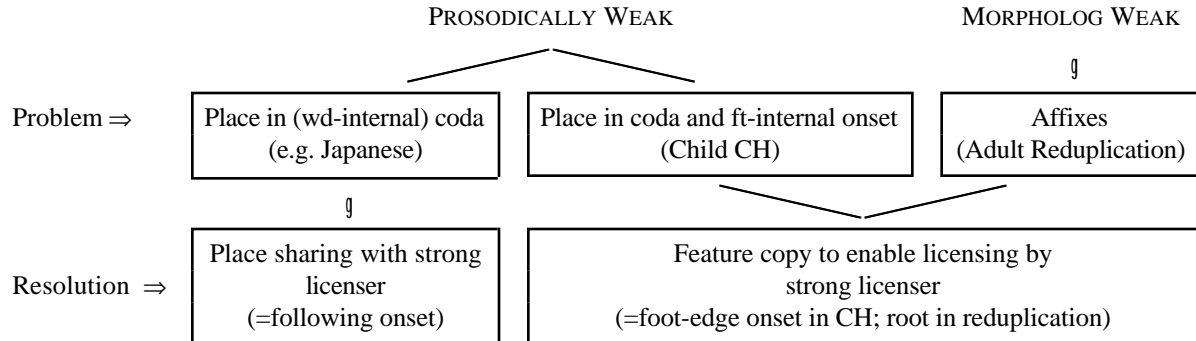 PROSODICALLY WEAK MORPHOLOG WEAK
g
Problem ⇒ Place in (wd-internal) coda Place in coda and ft-internal onset Affixes
(e.g. Japanese) (Child CH) (Adult Reduplication)
g
Place sharing with strong Feature copy to enable licensing by
Resolution ⇒ licenser strong licenser
(=following onset) (=foot-edge onset in CH; root in reduplication)